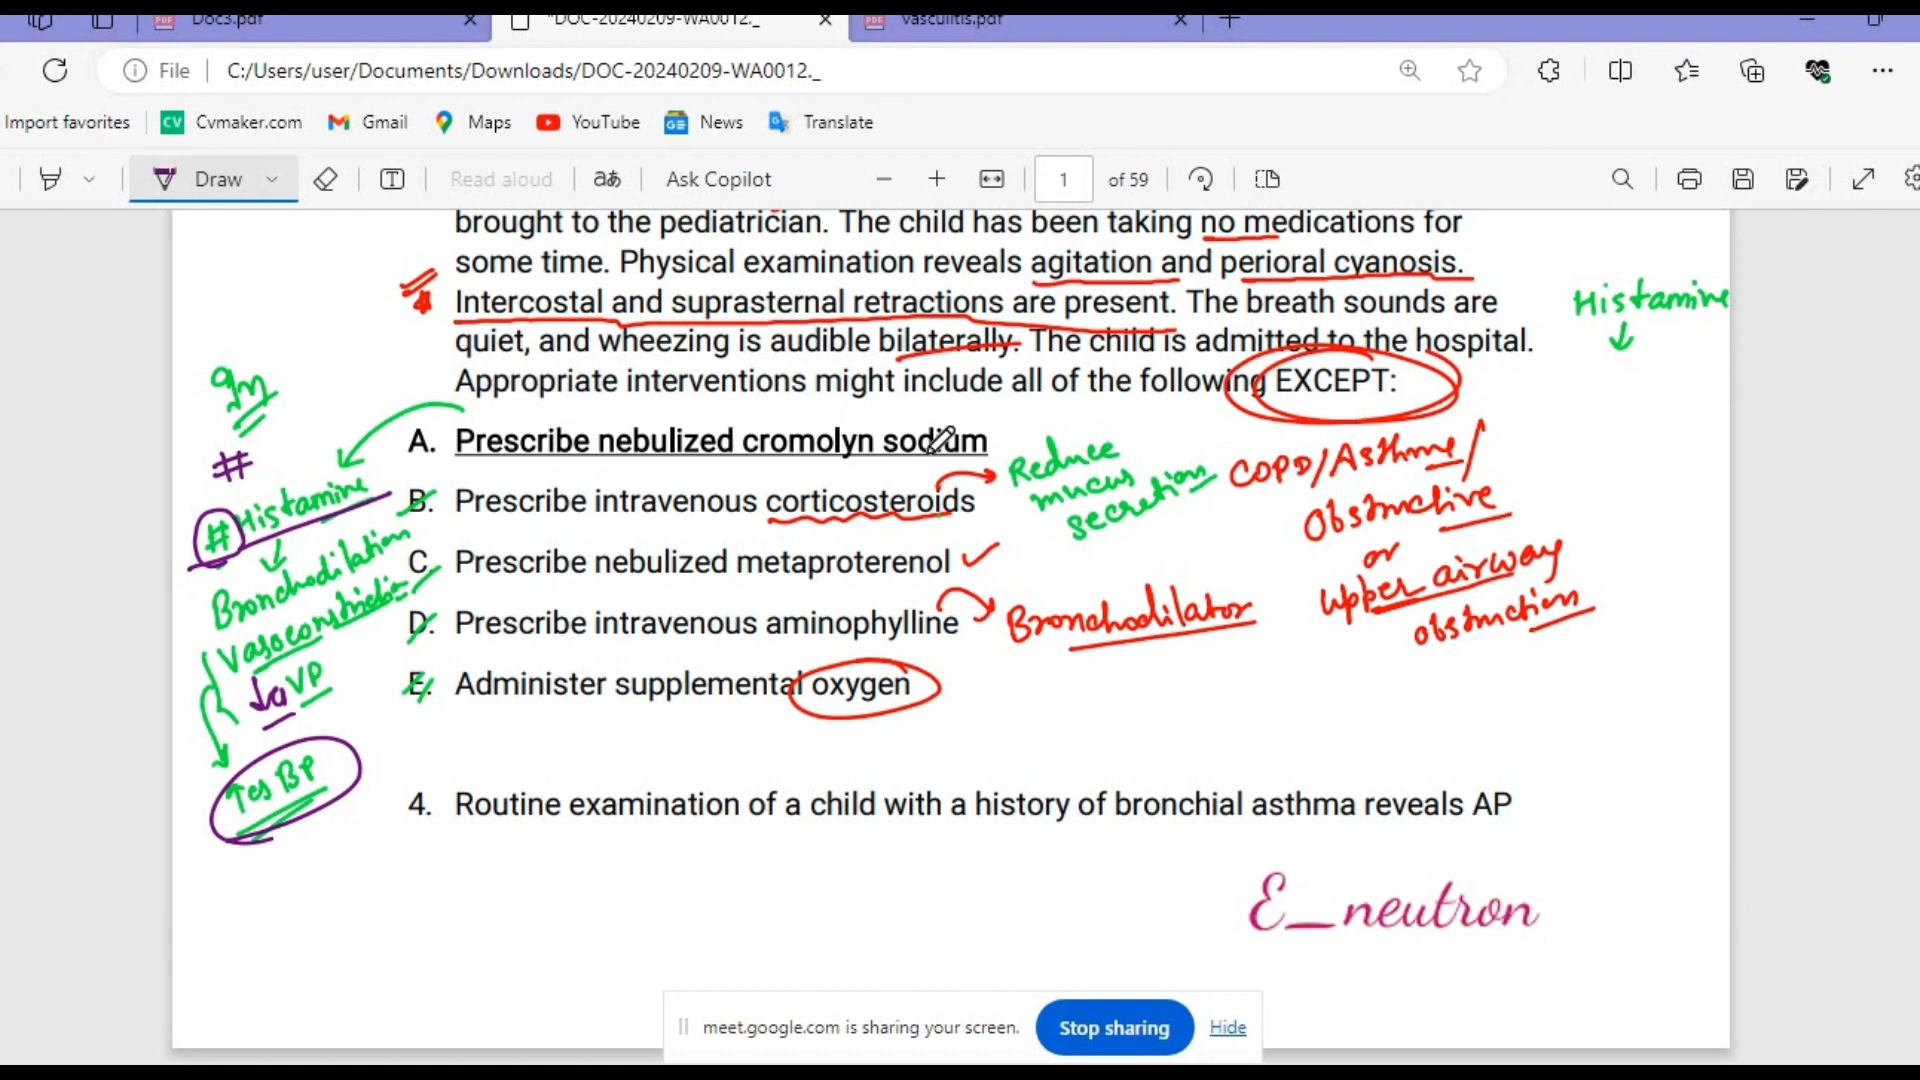 Doc3.pdf
*DOC-20240209-WA0012._
vasculitis.pdf
File
C:/Users/user/Documents/Downloads/DOC-20240209-WA0012._
Import favorites
CV Cvmaker.com
Gmail
Maps
YouTube
News
Translate
Draw
Read aloud
Ask Copilot
1 of 59
brought to the pediatrician. The child has been taking no medications for
some time. Physical examination reveals agitation and perioral cyanosis.
Intercostal and suprasternal retractions are present. The breath sounds are
quiet, and wheezing is audible bilaterally. The child is admitted to the hospital.
Appropriate interventions might include all of the following EXCEPT:
Histamine
↓
A. Prescribe nebulized cromolyn sodium
B. Prescribe intravenous corticosteroids
C. Prescribe nebulized metaproterenol
D. Prescribe intravenous aminophylline
E. Administer supplemental oxygen
#
# Histamine
↓
Bronchodilation
Vasoconstriction
VP
↑es BP
Reduce
mucus
secretion
Bronchodilator
COPD/Asthma/
Obstructive
or
upper airway
obstruction
4. Routine examination of a child with a history of bronchial asthma reveals AP
E_neutron
meet.google.com is sharing your screen.
Stop sharing
Hide